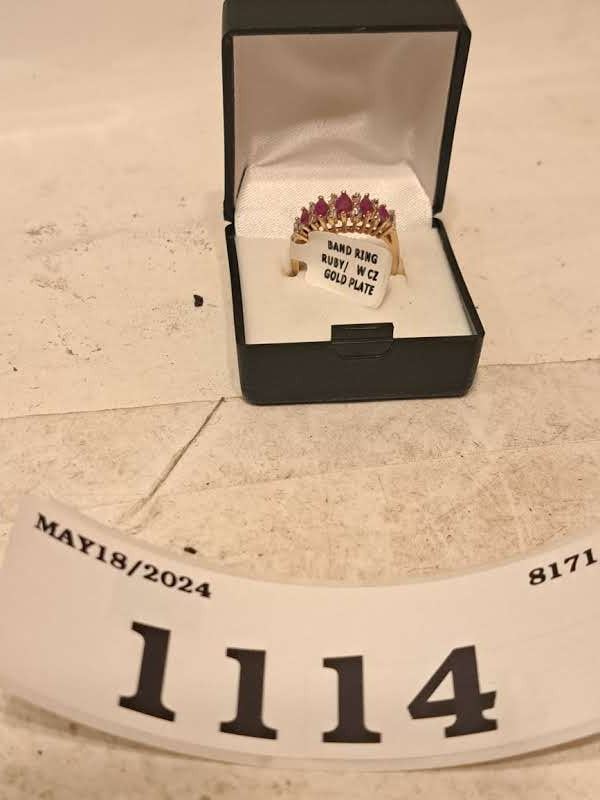 BAND RING
RUBY/ W CZ
GOLD PLATE
MAY18/2024
8171
1114